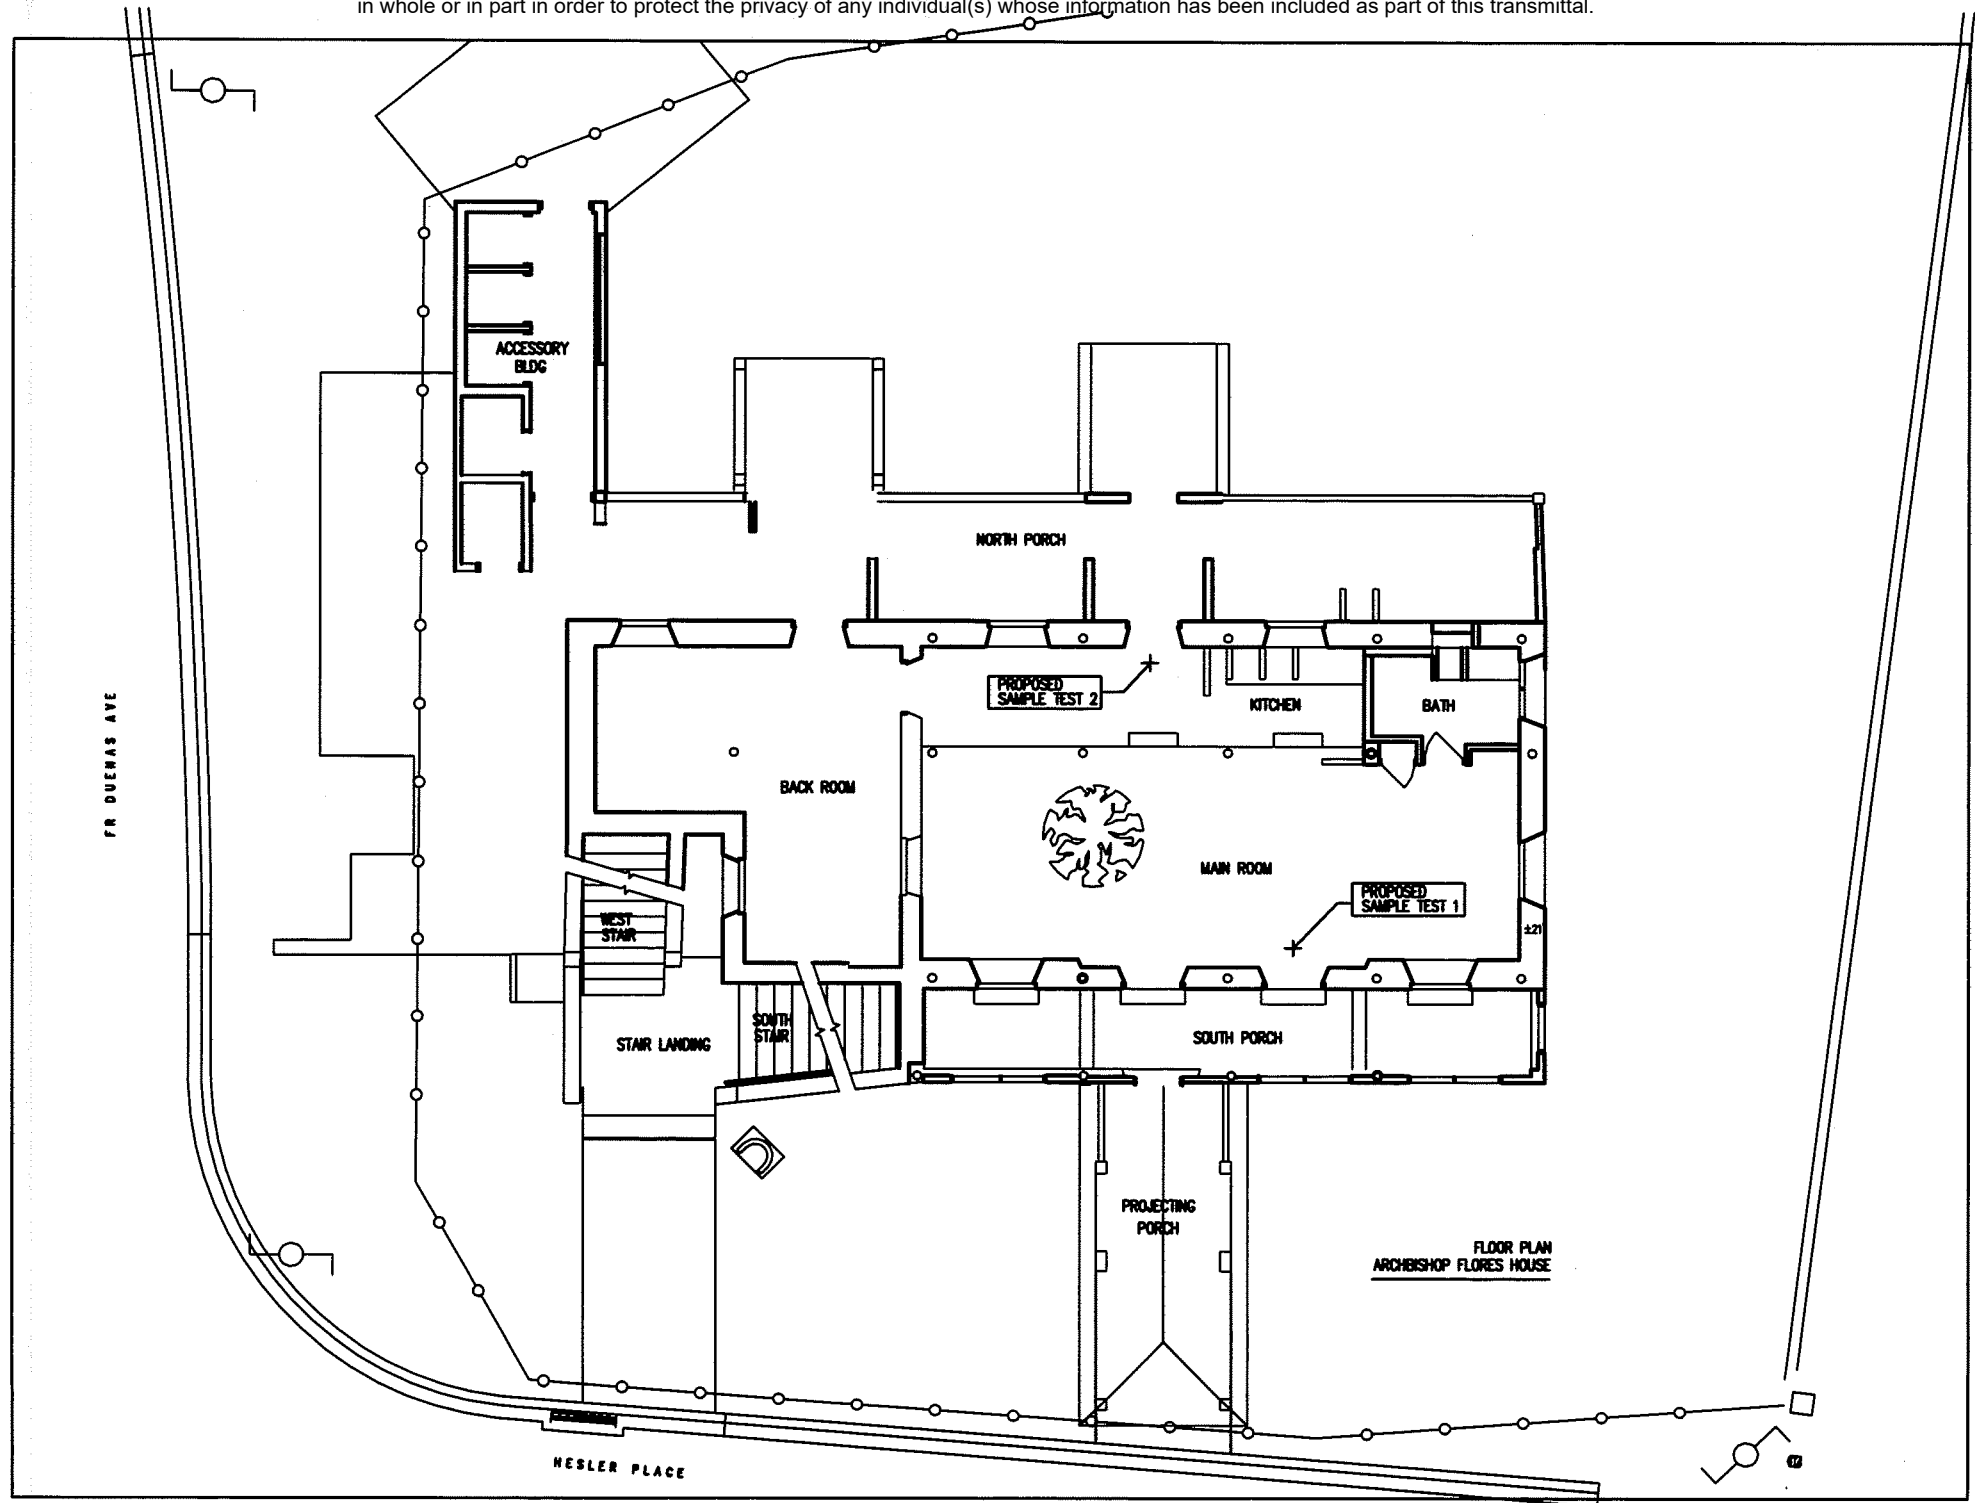 in whole or in part in order to protect the privacy of any individual(s) whose information has been included as part of this transmittal.
ACCESSORY
BLDG
NORTH PORCH
PROPOSED
SAMPLE TEST 2
KITCHEN
BATH
FR DUENAS AVE
BACK ROOM
MAIN ROOM
PROPOSED
SAMPLE TEST 1
WEST
STAIR
±21
SOUTH
STAIR
STAIR LANDING
SOUTH PORCH
PROJECTING
PORCH
FLOOR PLAN
ARCHBISHOP FLORES HOUSE
HESLER PLACE